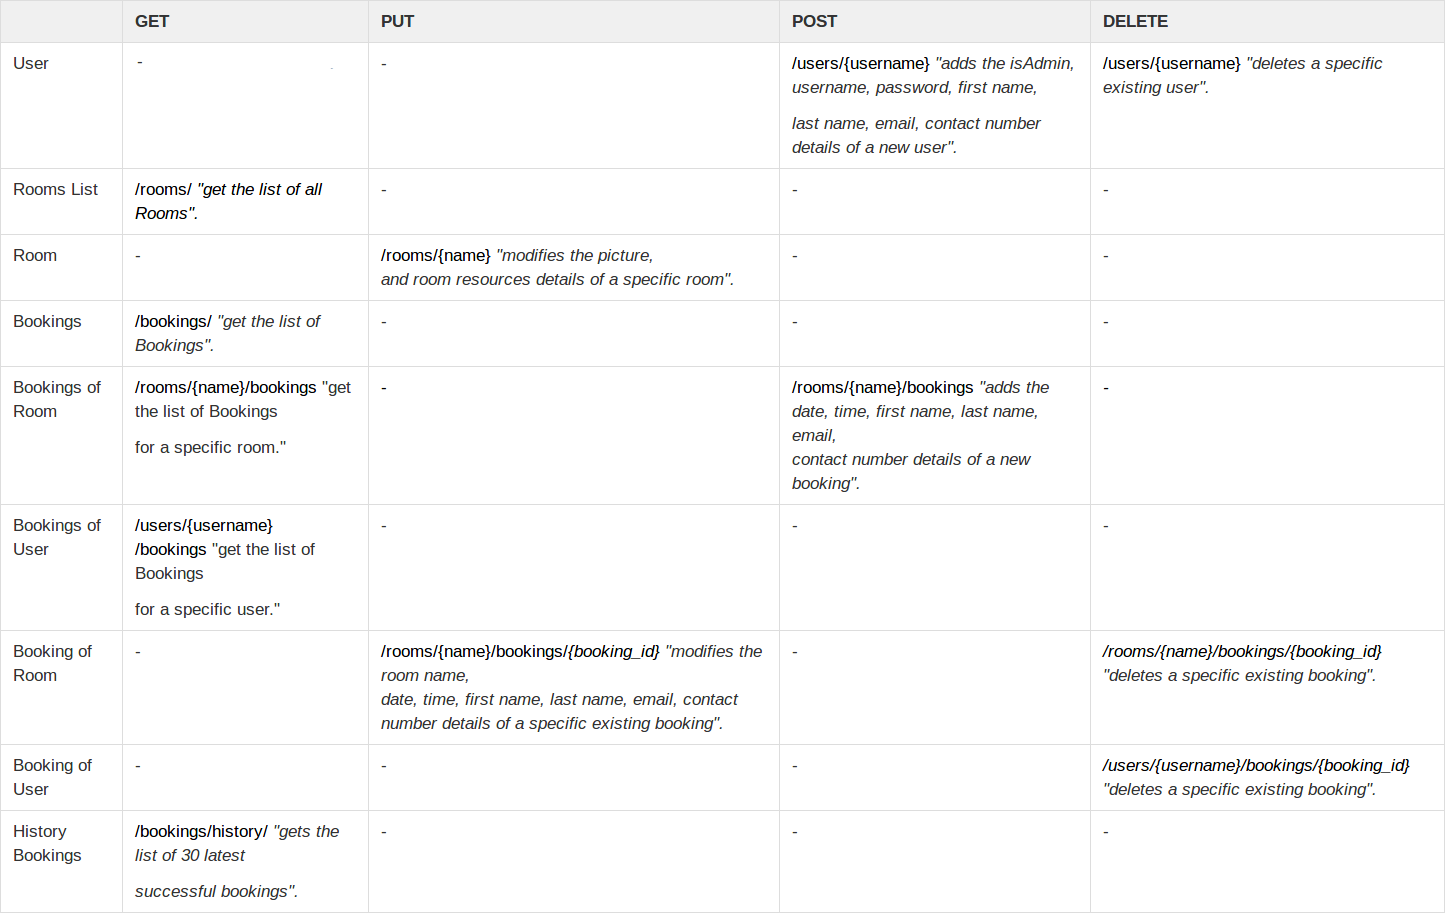 GET PUT POST DELETE
User - - /users/{username} "adds the isAdmin, /users/{username} "deletes a specific
username, password, first name, existing user".
last name, email, contact number
details of a new user".
Rooms List /rooms/ "get the list of all - - -
Rooms".
Room - /rooms/{name} "modifies the picture, - -
and room resources details of a specific room".
Bookings /bookings/ "get the list of - - -
Bookings".
Bookings of /rooms/{name}/bookings "get - /rooms/{name}/bookings "adds the -
Room the list of Bookings date, time, first name, last name,
email,
for a specific room."
contact number details of a new
booking".
Bookings of /users/{username} - - -
User /bookings "get the list of
Bookings
for a specific user."
Booking of - /rooms/{name}/bookings/{booking_id} "modifies the - /rooms/{name}/bookings/{booking_id}
Room room name, "deletes a specific existing booking".
date, time, first name, last name, email, contact
number details of a specific existing booking".
Booking of - - - /users/{username}/bookings/{booking_id}
User "deletes a specific existing booking".
History /bookings/history/ "gets the - - -
Bookings list of 30 latest
successful bookings".